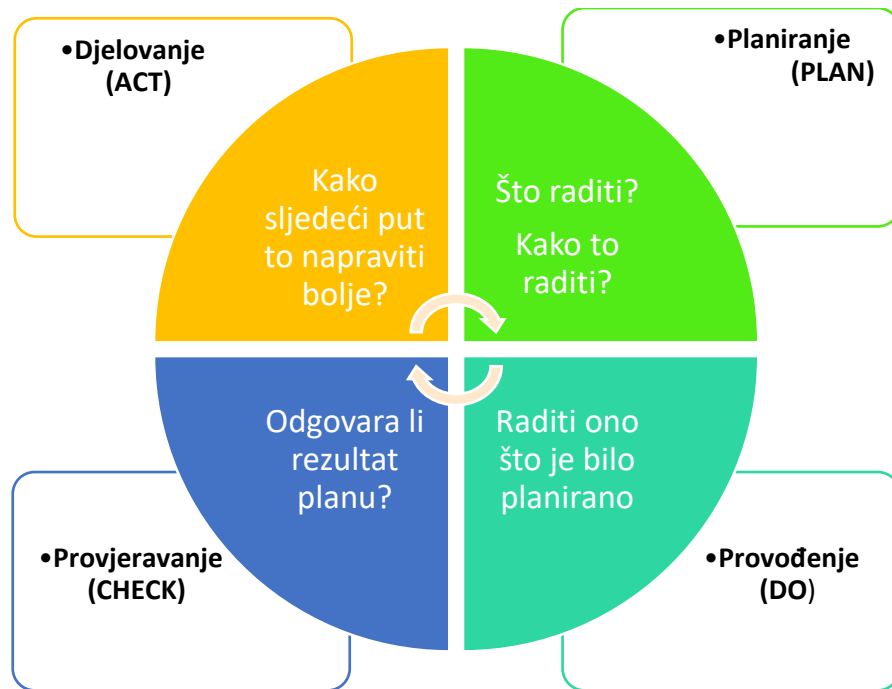 •Djelovanje
(ACT)
•Planiranje
(PLAN)
Kako
sljedeći put
to napraviti
bolje?
Što raditi?
Kako to
raditi?
Odgovara li
rezultat
planu?
Raditi ono
što je bilo
planirano
•Provjeravanje
(CHECK)
•Provođenje
(DO)